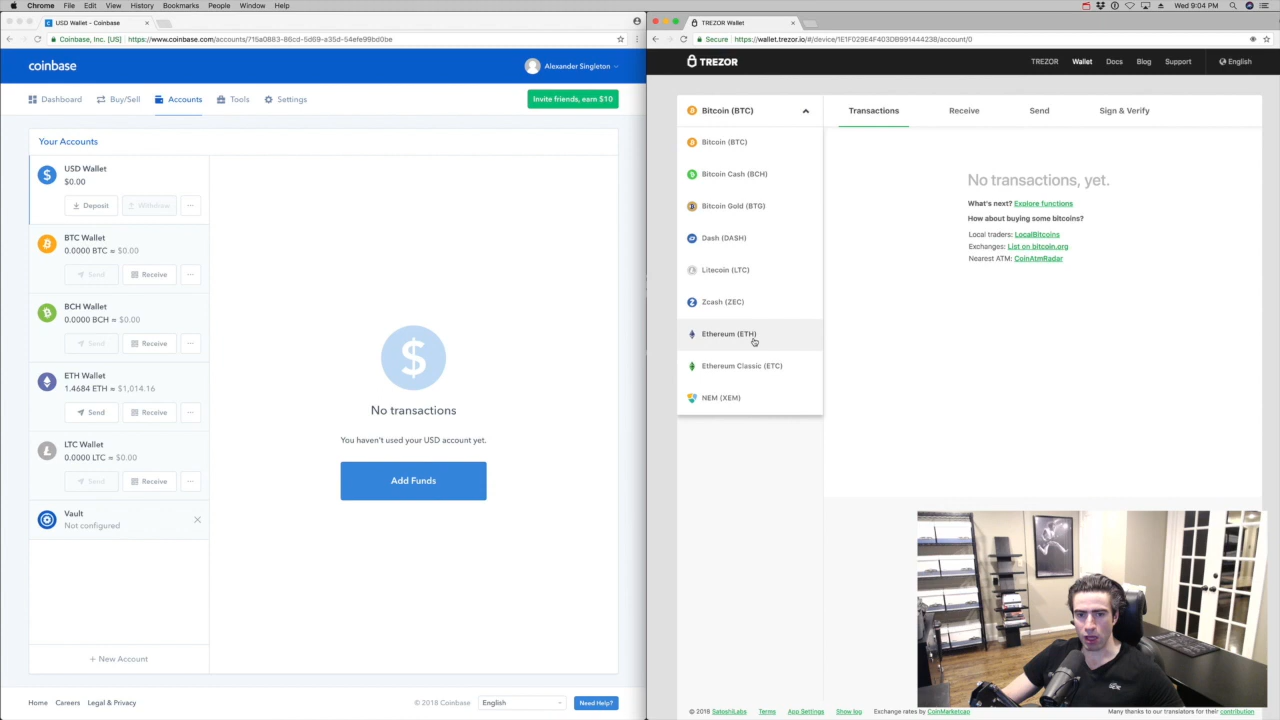 Chrome File Edit View History Bookmarks People Window Help
Wed 9:04 PM
USD Wallet - Coinbase
Coinbase, Inc. [US] https://www.coinbase.com/accounts/715a0883-86cd-5d69-a35d-54efe99bd0be
coinbase
Alexander Singleton
Dashboard Buy/Sell Accounts Tools Settings
Invite friends, earn $10
Your Accounts
USD Wallet
$0.00
Deposit Withdraw ...
BTC Wallet
0.0000 BTC ≈ $0.00
Send Receive ...
BCH Wallet
0.0000 BCH ≈ $0.00
Send Receive ...
ETH Wallet
1.4684 ETH ≈ $1,014.16
Send Receive ...
LTC Wallet
0.0000 LTC ≈ $0.00
Send Receive ...
Vault
Not configured
+ New Account
$
No transactions
You haven't used your USD account yet.
Add Funds
Home Careers Legal & Privacy
© 2018 Coinbase
English
Need Help?
TREZOR Wallet
Secure https://wallet.trezor.io/#/device/1E1F029E4F403DB991444238/account/0
TREZOR
TREZOR Wallet Docs Blog Support English
Bitcoin (BTC)
Transactions Receive Send Sign & Verify
Bitcoin (BTC)
Bitcoin Cash (BCH)
Bitcoin Gold (BTG)
Dash (DASH)
Litecoin (LTC)
Zcash (ZEC)
Ethereum (ETH)
Ethereum Classic (ETC)
NEM (XEM)
No transactions, yet.
What's next? Explore functions
How about buying some bitcoins?
Local traders: LocalBitcoins
Exchanges: List on bitcoin.org
Nearest ATM: CoinAtmRadar
© 2018 SatoshiLabs Terms App Settings Show log Exchange rates by CoinMarketcap
Many thanks to our translators for their contribution